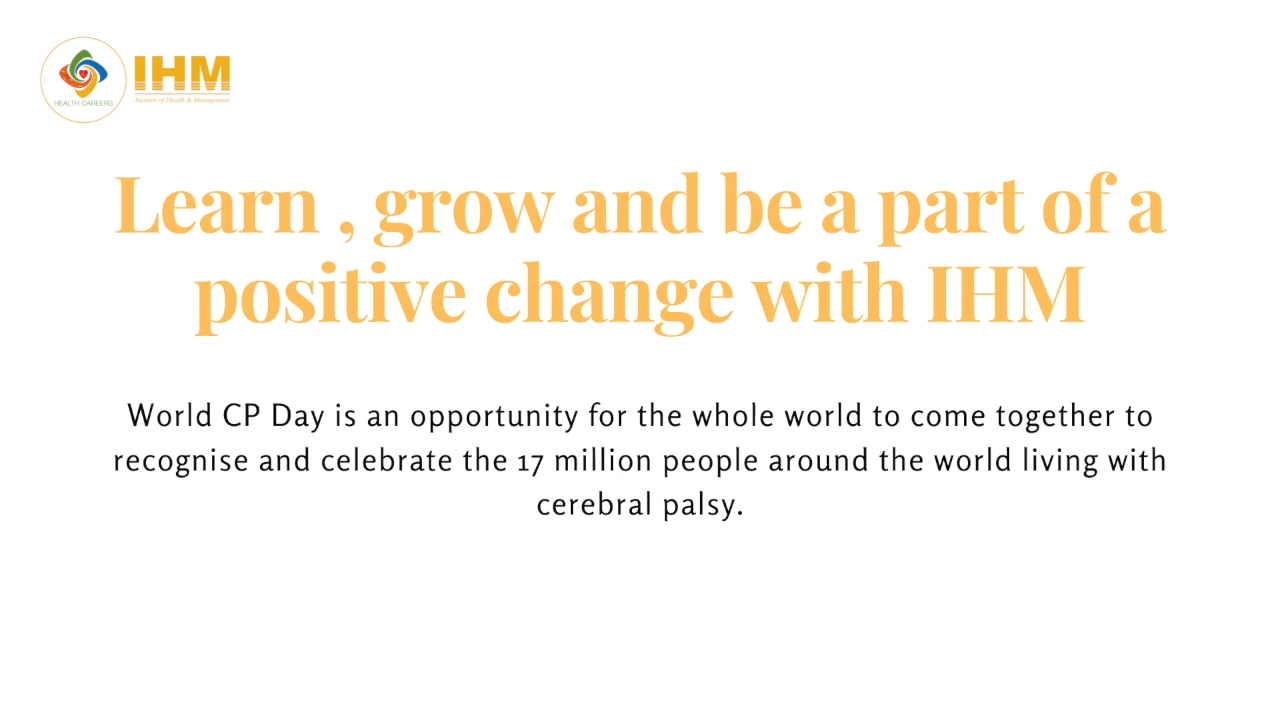 HEALTH CAREERS
IHM
Institute of Health & Management
Learn , grow and be a part of a
positive change with IHM
World CP Day is an opportunity for the whole world to come together to
recognise and celebrate the 17 million people around the world living with
cerebral palsy.